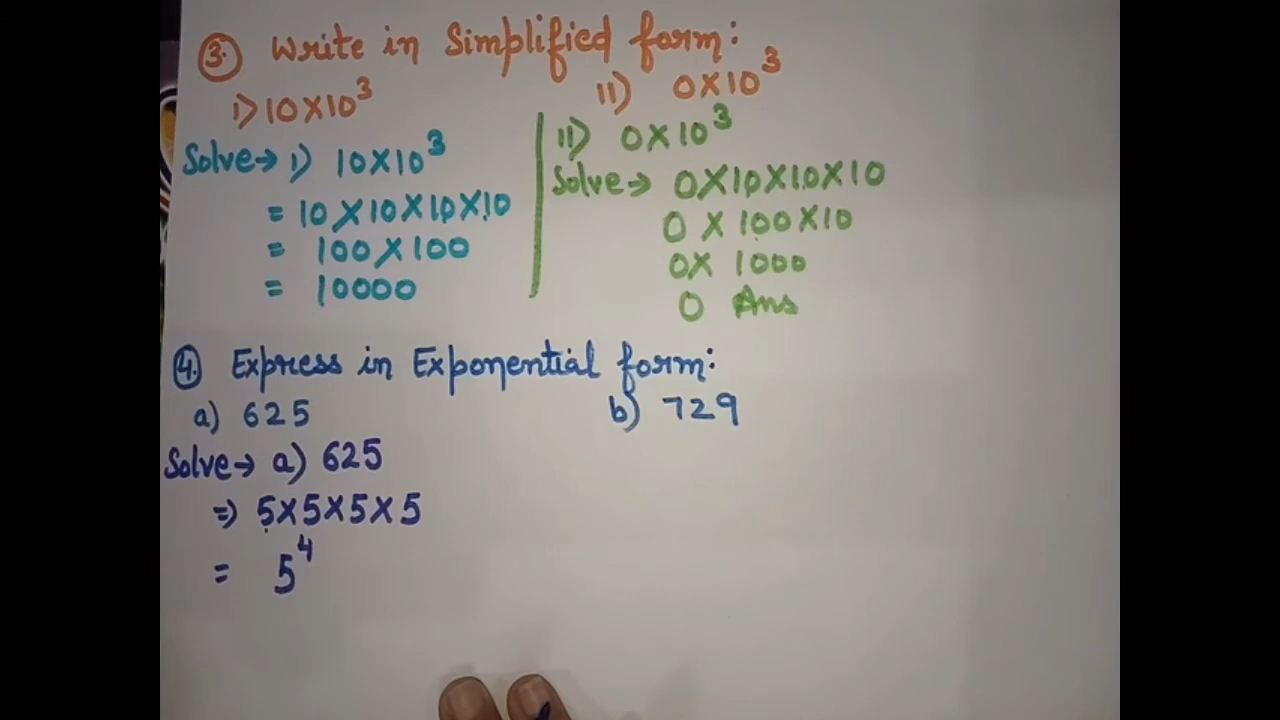 3. Write in Simplified form:
i) 10×10³
ii) 0×10³
Solve→ i) 10×10³
= 10×10×10×10
= 100×100
= 10000
ii) 0×10³
Solve→ 0×10×10×10
0 × 100×10
0× 1000
0 Ans
4. Express in Exponential form:
a) 625
b) 729
Solve→ a) 625
⇒ 5×5×5×5
= 5⁴